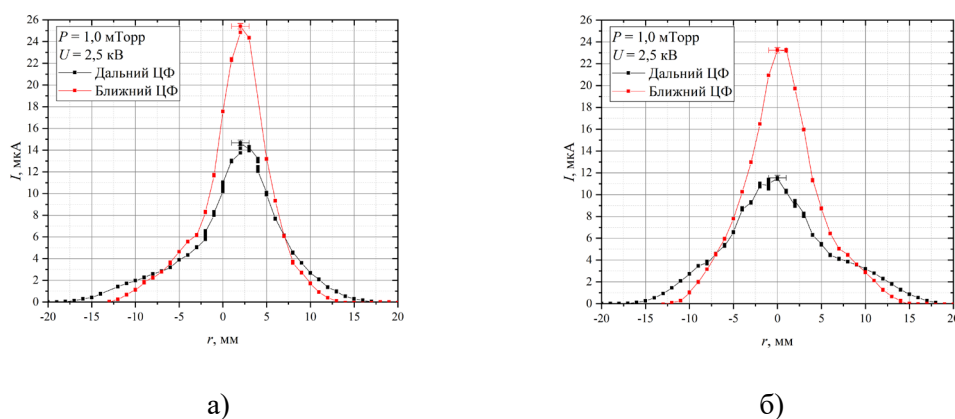 P = 1,0 мТорр
U = 2,5 кВ
Дальний ЦФ
Ближний ЦФ
I, мкА
26
24
22
20
18
16
14
12
10
8
6
4
2
0
-20 -15 -10 -5 0 5 10 15 20
r, мм
а)
P = 1,0 мТорр
U = 2,5 кВ
Дальний ЦФ
Ближний ЦФ
I, мкА
26
24
22
20
18
16
14
12
10
8
6
4
2
0
-20 -15 -10 -5 0 5 10 15 20
r, мм
б)